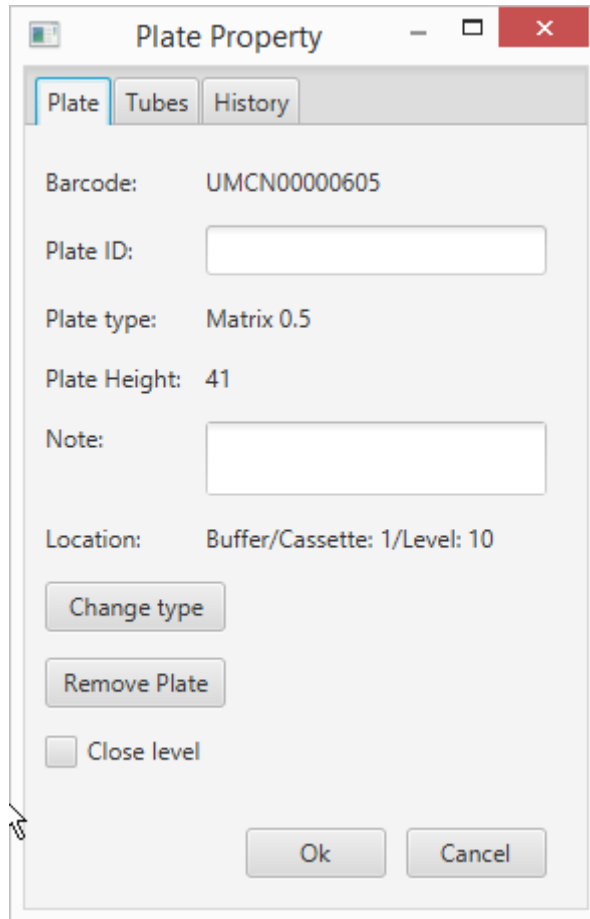 Plate Property
Plate Tubes History
Barcode: UMCN00000605
Plate ID:
Plate type: Matrix 0.5
Plate Height: 41
Note:
Location: Buffer/Cassette: 1/Level: 10
Change type
Remove Plate
Close level
Ok Cancel